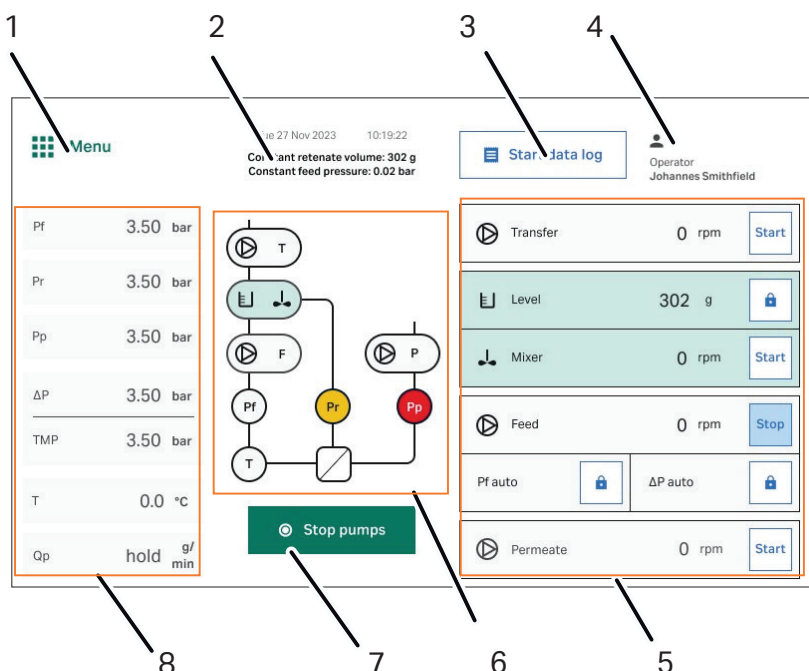 1
2
3
4
Menu
ue 27 Nov 2023 10:19:22
Constant retenate volume: 302 g
Constant feed pressure: 0.02 bar
Start data log
Operator
Johannes Smithfield
Pf 3.50 bar
Pr 3.50 bar
Pp 3.50 bar
ΔP 3.50 bar
TMP 3.50 bar
T 0.0 °C
Qp hold g/
min
T
F
P
Pf
Pr
Pp
T
Stop pumps
Transfer 0 rpm Start
Level 302 g
Mixer 0 rpm Start
Feed 0 rpm Stop
Pf auto ΔP auto
Permeate 0 rpm Start
8
7
6
5